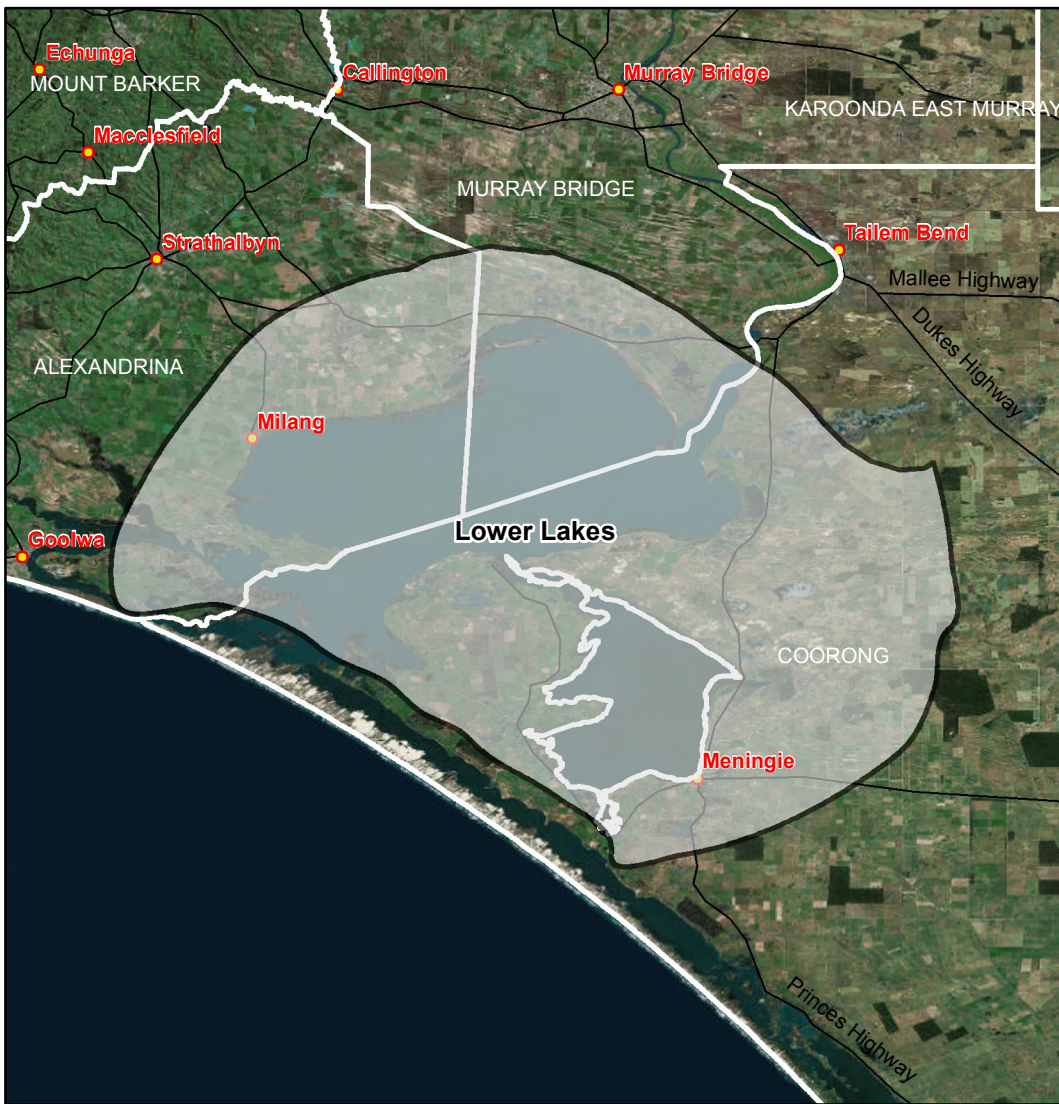 Echunga
MOUNT BARKER
Callington
Murray Bridge
KAROONDA EAST MURRAY
Macclesfield
MURRAY BRIDGE
Strathalbyn
Tailem Bend
Mallee Highway
Dukes Highway
ALEXANDRINA
Milang
Lower Lakes
Goolwa
COORONG
Meningie
Princes Highway